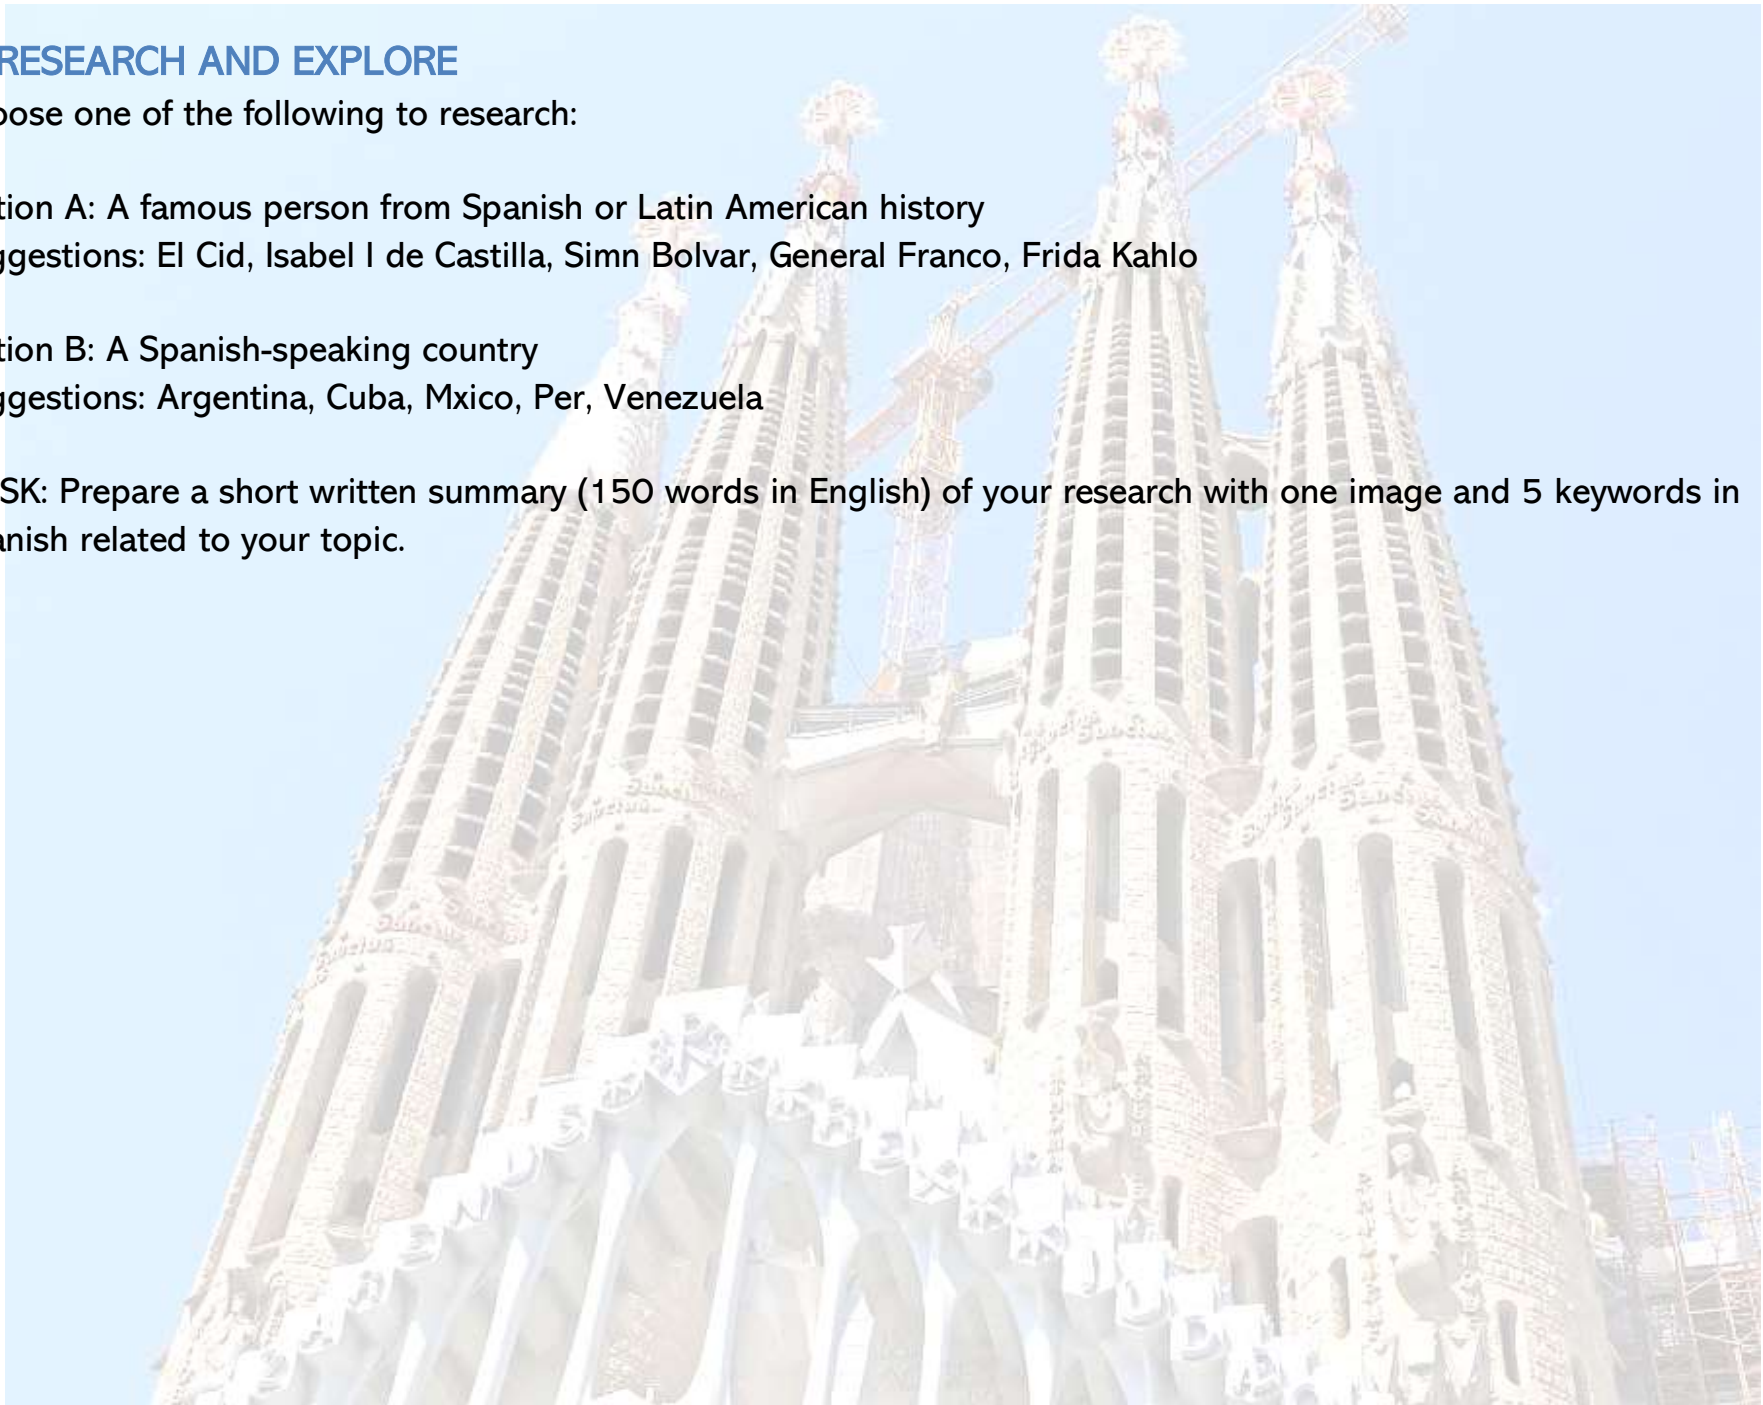 RESEARCH AND EXPLORE
oose one of the following to research:
tion A: A famous person from Spanish or Latin American history
ggestions: El Cid, Isabel I de Castilla, Simn Bolvar, General Franco, Frida Kahlo
tion B: A Spanish-speaking country
ggestions: Argentina, Cuba, Mxico, Per, Venezuela
SK: Prepare a short written summary (150 words in English) of your research with one image and 5 keywords in
anish related to your topic.